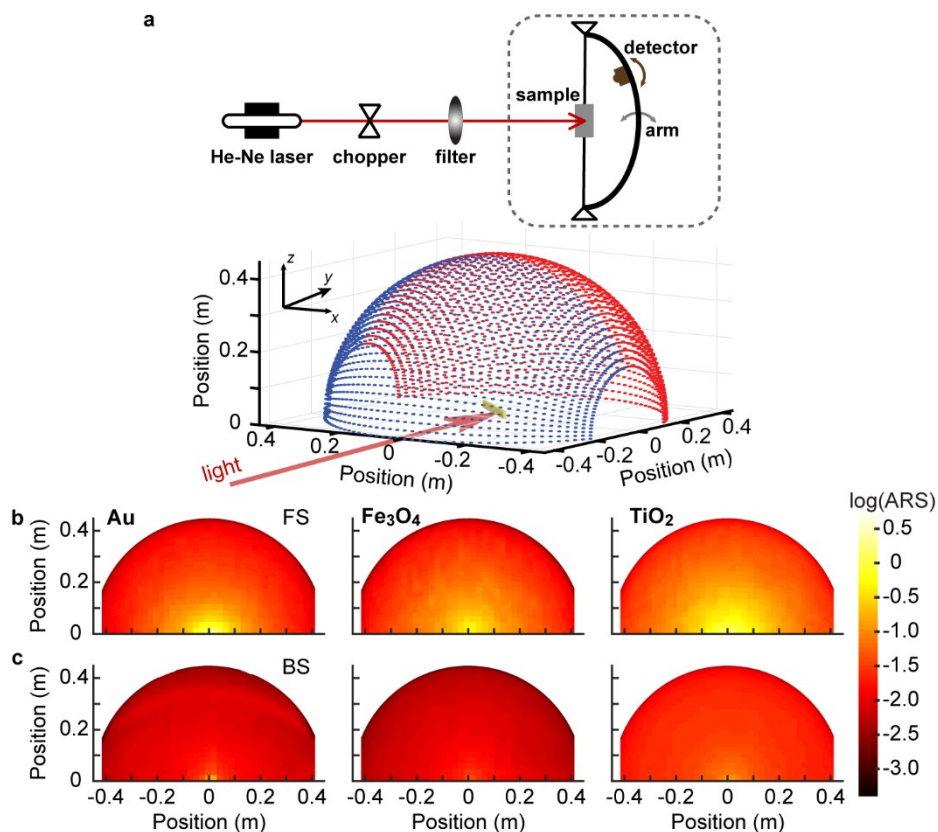 a
detector
sample
arm
He-Ne laser
chopper
filter
z
y
x
Position (m)
0.4
0.2
0
0.4 0.2 0 -0.2 -0.4
Position (m)
-0.4 -0.2 0 0.2 0.4
Position (m)
light
b
Au FS
Fe3O4
TiO2
log(ARS)
Position (m)
0.4
0.2
0
c
BS
Position (m)
0.4
0.2
0
-0.4 -0.2 0 0.2 0.4
Position (m)
-0.4 -0.2 0 0.2 0.4
Position (m)
-0.4 -0.2 0 0.2 0.4
Position (m)
0.5
0
-0.5
-1.0
-1.5
-2.0
-2.5
-3.0